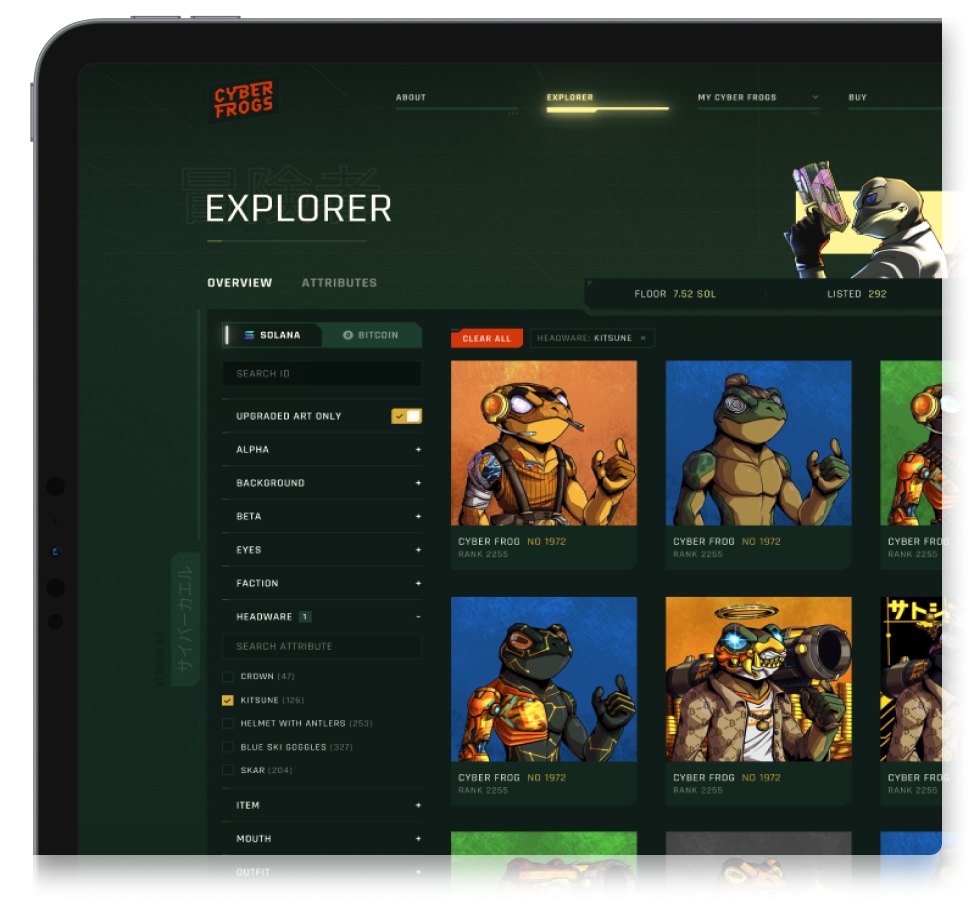 CYBER
FROGS
ABOUT
EXPLORER
MY CYBER FROGS
BUY
冒険者
EXPLORER
OVERVIEW
ATTRIBUTES
FLOOR 7.52 SOL
LISTED 292
SOLANA
BITCOIN
CLEAR ALL
HEADWARE: KITSUNE ×
SEARCH ID
UPGRADED ART ONLY
ALPHA +
BACKGROUND +
BETA +
EYES +
FACTION +
HEADWARE 1 -
SEARCH ATTRIBUTE
CROWN (47)
KITSUNE (126)
HELMET WITH ANTLERS (253)
BLUE SKI GOGGLES (327)
SKAR (204)
ITEM +
MOUTH +
OUTFIT
サイバーカエル
CYBER FROG NO 1972
RANK 2255
CYBER FROG NO 1972
RANK 2255
CYBER FRO
RANK 2255
CYBER FROG NO 1972
RANK 2255
CYBER FROG NO 1972
RANK 2255
サトシ
CYBER FRO
RANK 2255